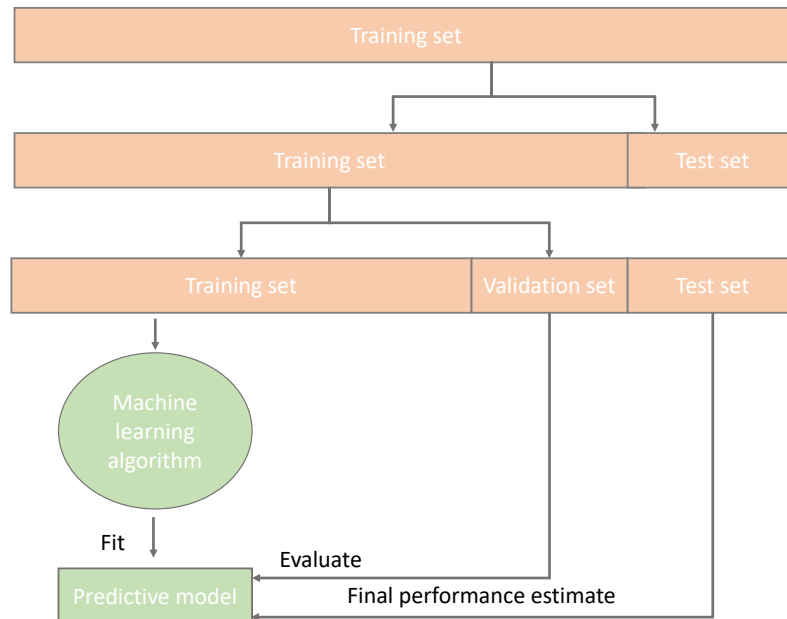 Training set
Training set
Test set
Training set
Validation set
Test set
Machine
learning
algorithm
Fit
Evaluate
Predictive model
Final performance estimate